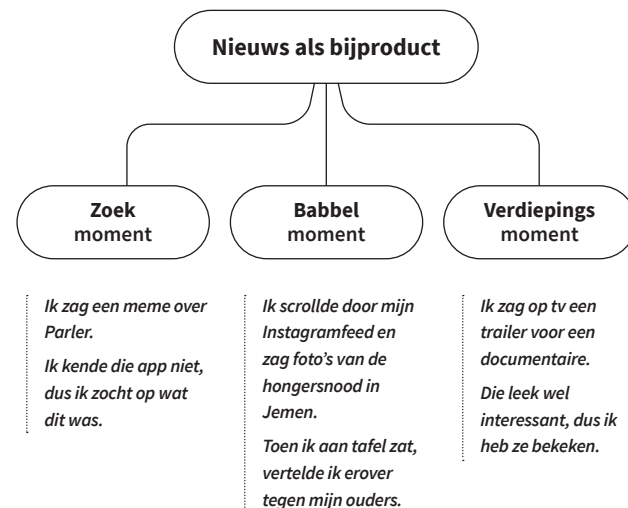 Nieuws als bijproduct
Zoek
moment
Babbel
moment
Verdiepings
moment
Ik zag een meme over
Parler.
Ik kende die app niet,
dus ik zocht op wat
dit was.
Ik scrollde door mijn
Instagramfeed en
zag foto’s van de
hongersnood in
Jemen.
Toen ik aan tafel zat,
vertelde ik erover
tegen mijn ouders.
Ik zag op tv een
trailer voor een
documentaire.
Die leek wel
interessant, dus ik
heb ze bekeken.